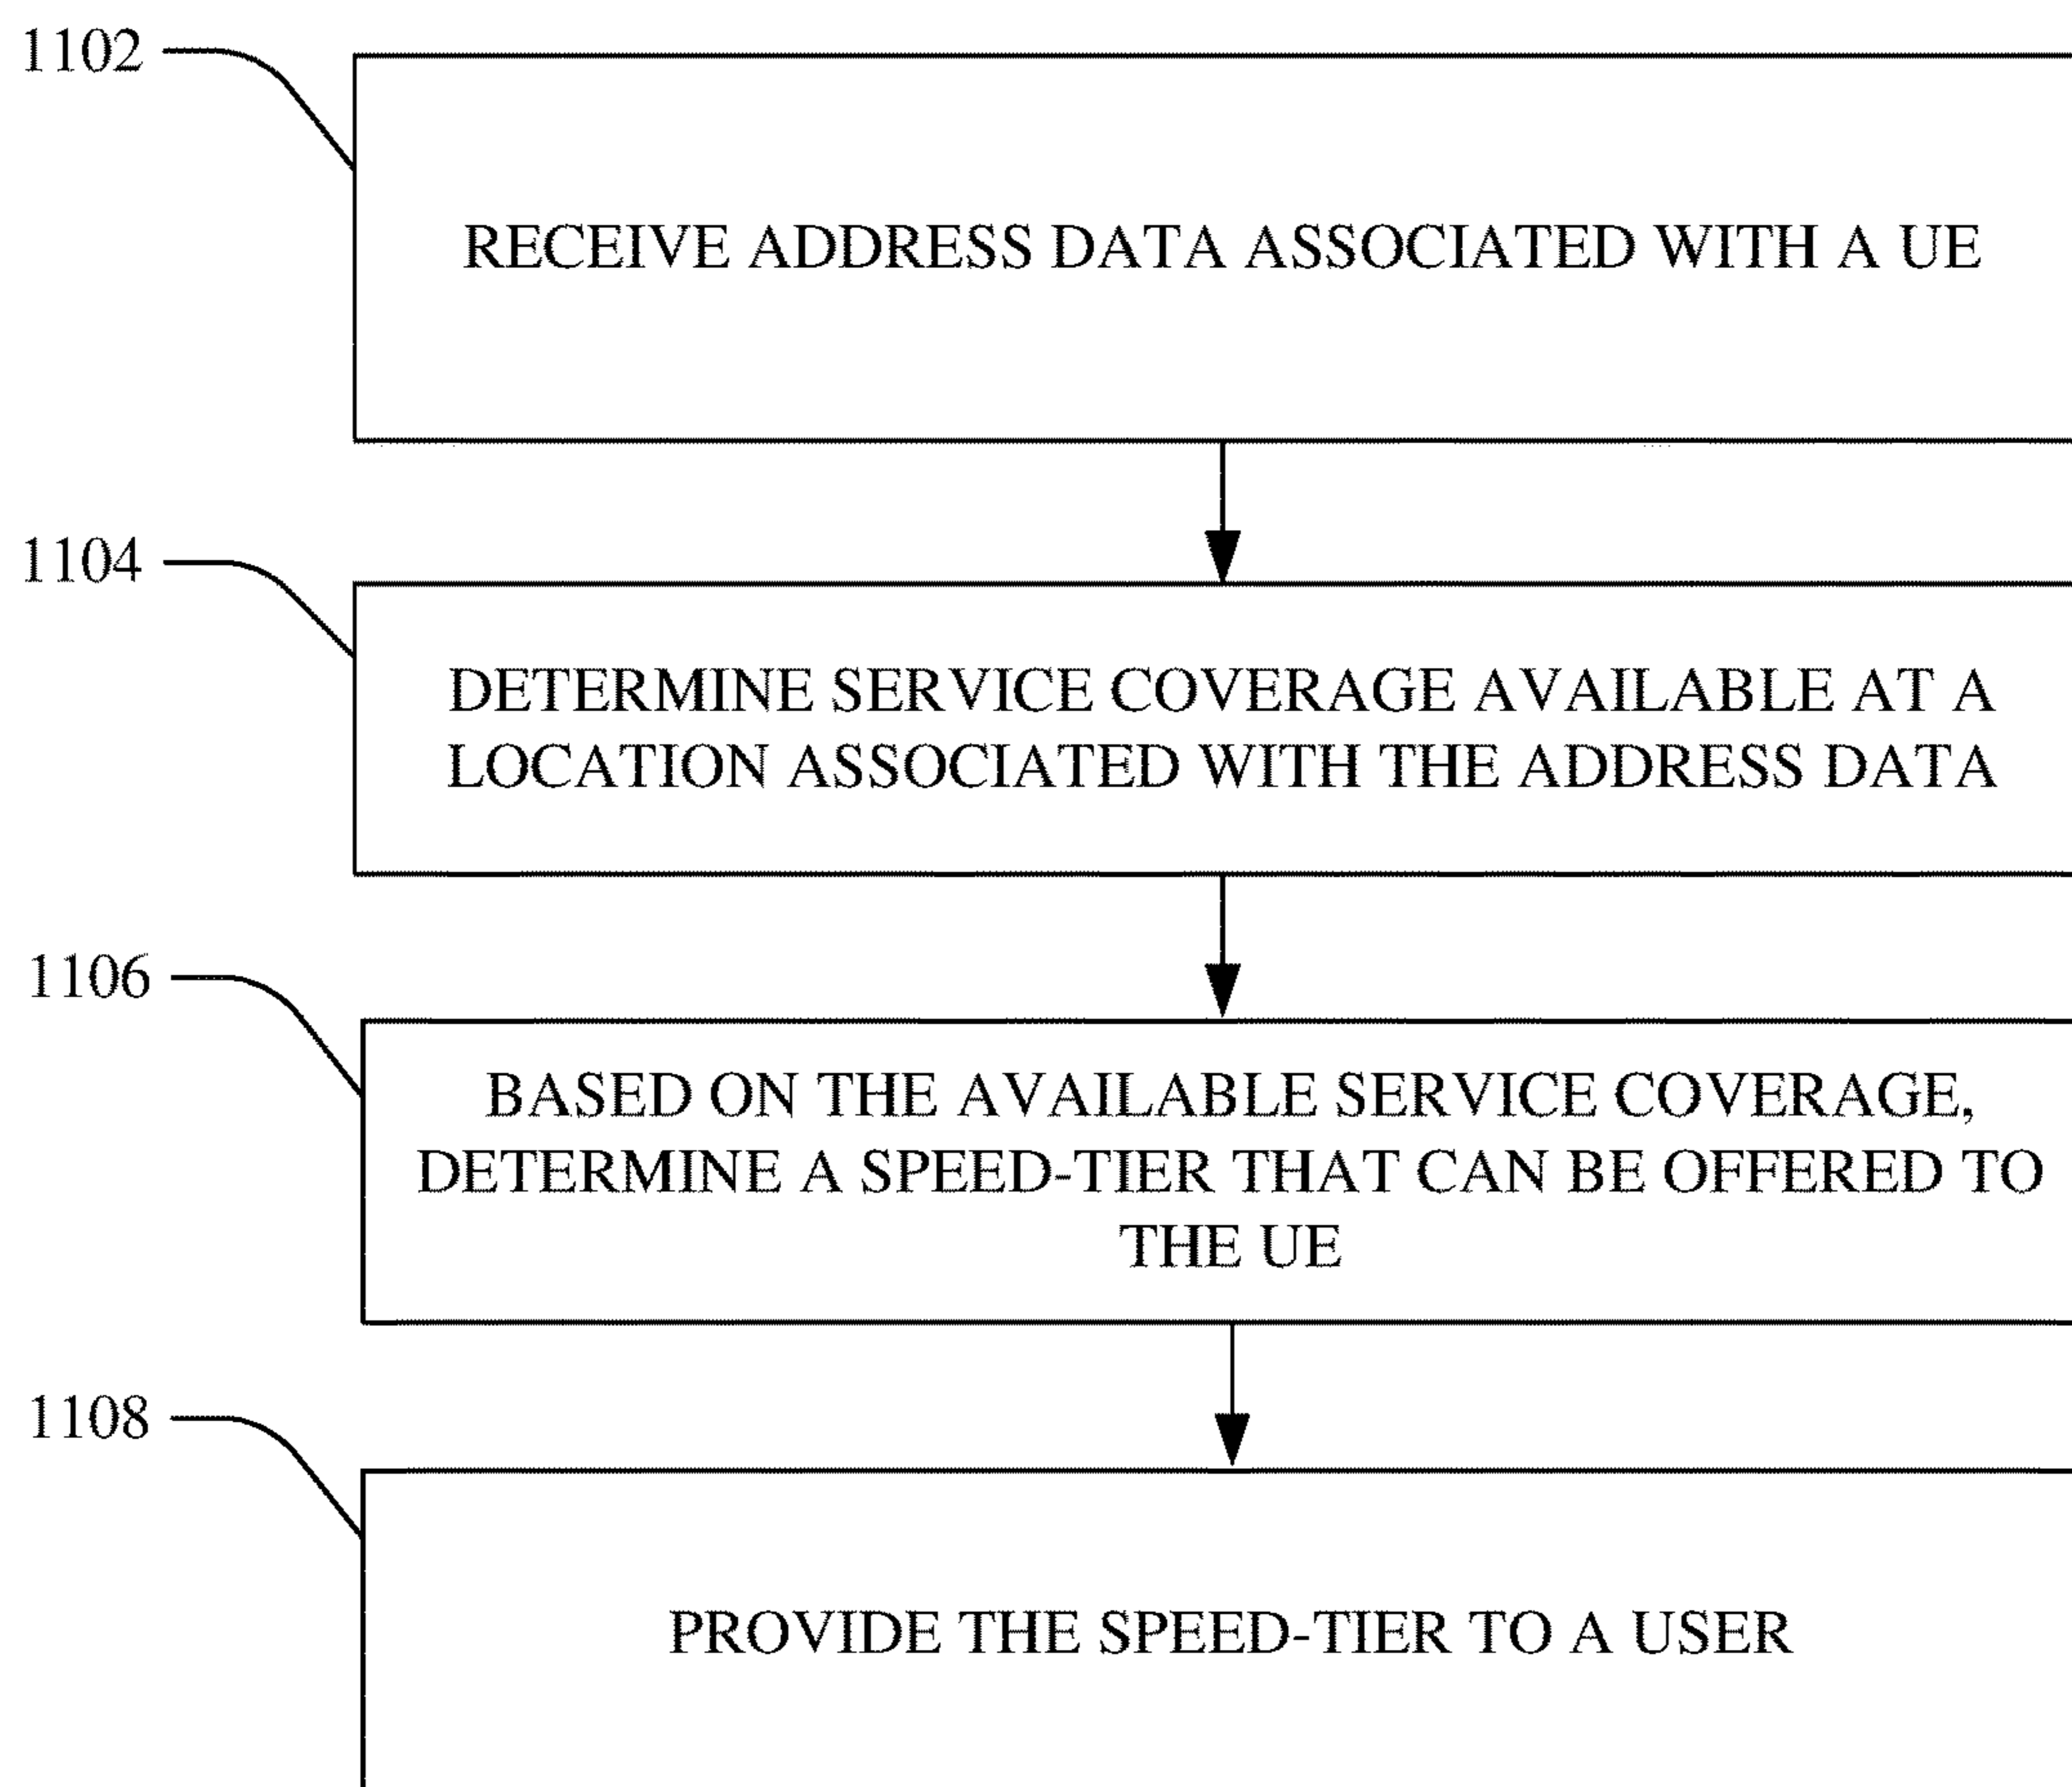 1102
RECEIVE ADDRESS DATA ASSOCIATED WITH A UE
1104
DETERMINE SERVICE COVERAGE AVAILABLE AT A
LOCATION ASSOCIATED WITH THE ADDRESS DATA
1106
BASED ON THE AVAILABLE SERVICE COVERAGE,
DETERMINE A SPEED-TIER THAT CAN BE OFFERED TO
THE UE
1108
PROVIDE THE SPEED-TIER TO A USER